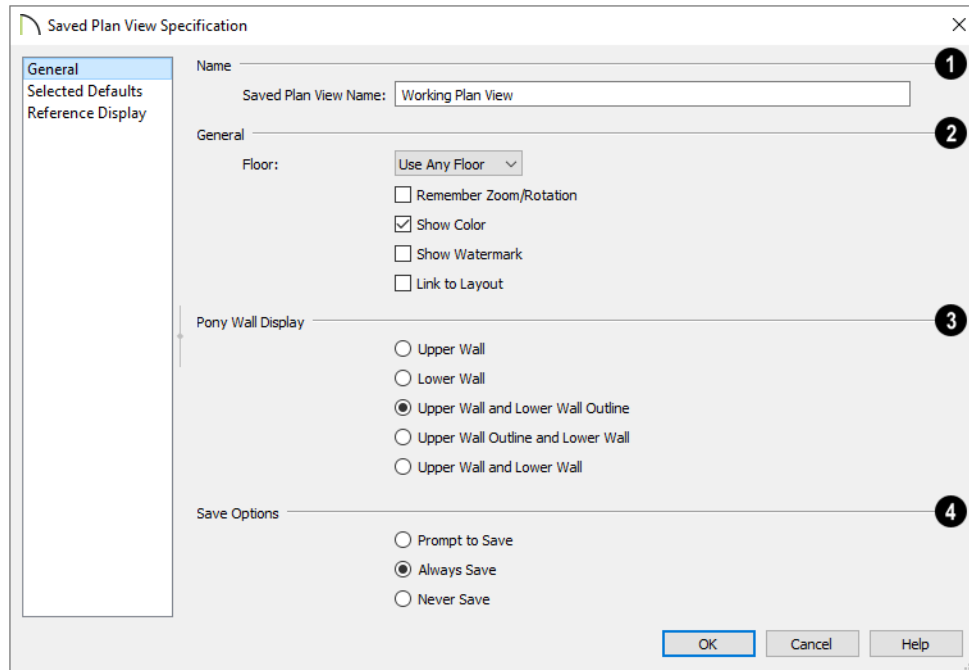 Saved Plan View Specification
General
Selected Defaults
Reference Display
Name
1
Saved Plan View Name: Working Plan View
General
2
Floor: Use Any Floor
Remember Zoom/Rotation
Show Color
Show Watermark
Link to Layout
Pony Wall Display
3
Upper Wall
Lower Wall
Upper Wall and Lower Wall Outline
Upper Wall Outline and Lower Wall
Upper Wall and Lower Wall
Save Options
4
Prompt to Save
Always Save
Never Save
OK Cancel Help